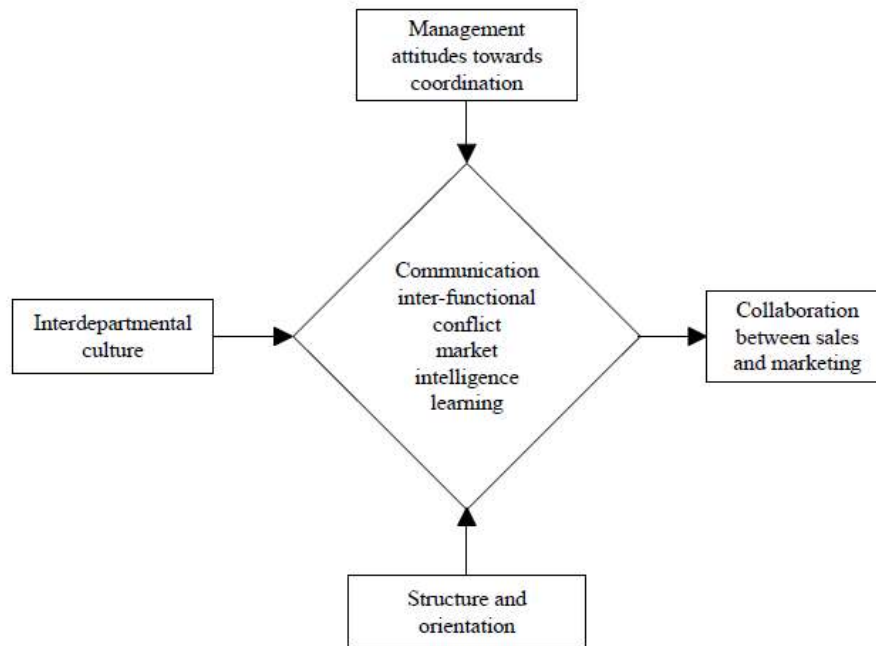 Management
attitudes towards
coordination
Communication
inter-functional
conflict
market
intelligence
learning
Interdepartmental
culture
Collaboration
between sales
and marketing
Structure and
orientation